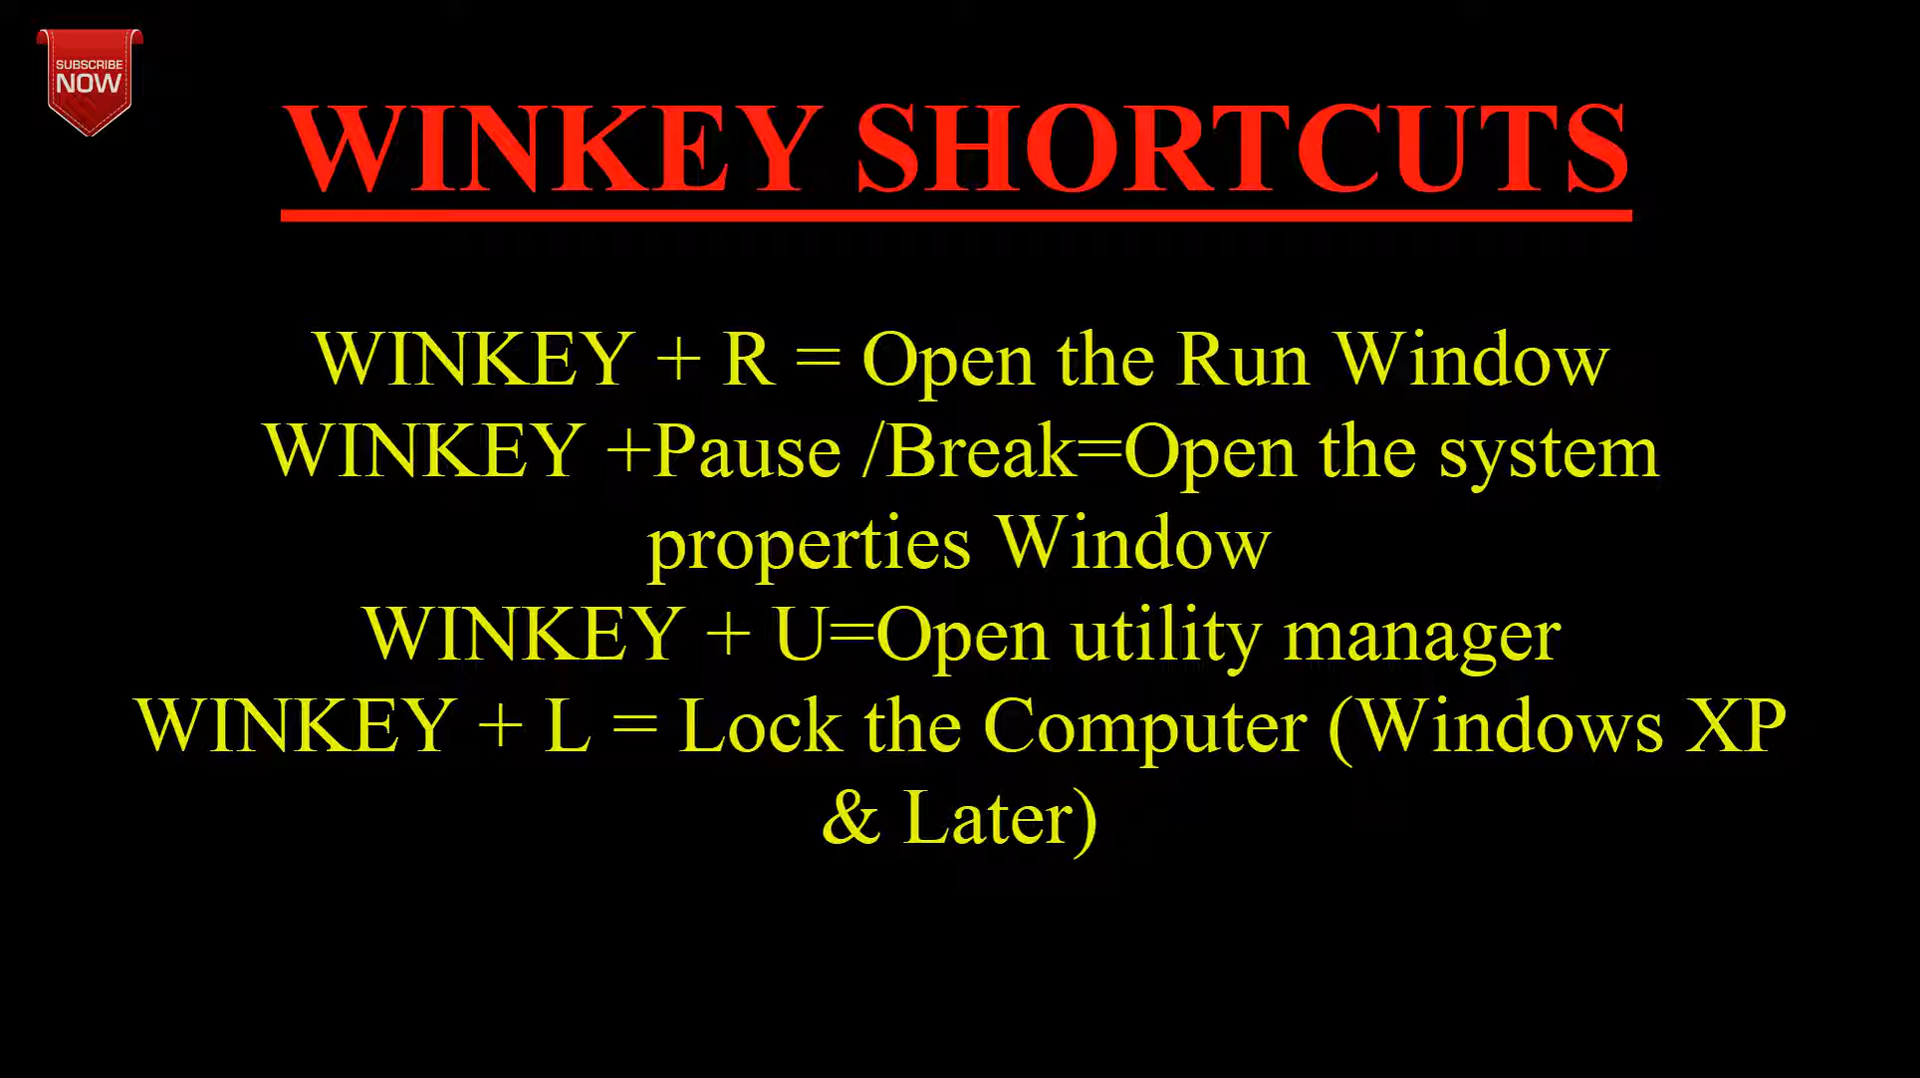 SUBSCRIBE
NOW
WINKEY SHORTCUTS
WINKEY + R = Open the Run Window
WINKEY +Pause /Break=Open the system
properties Window
WINKEY + U=Open utility manager
WINKEY + L = Lock the Computer (Windows XP
& Later)